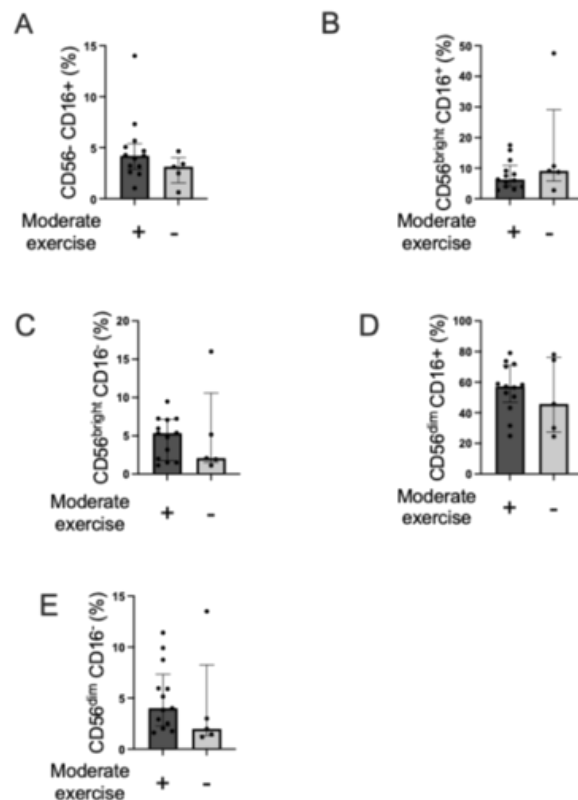 A
CD56- CD16+ (%)
15
10
5
0
Moderate
exercise
+ -
B
CD56bright CD16+ (%)
50
40
30
20
10
0
Moderate
exercise
+ -
C
CD56bright CD16- (%)
20
15
10
5
0
Moderate
exercise
+ -
D
CD56dim CD16+ (%)
100
80
60
40
20
0
Moderate
exercise
+ -
E
CD56dim CD16- (%)
15
10
5
0
Moderate
exercise
+ -